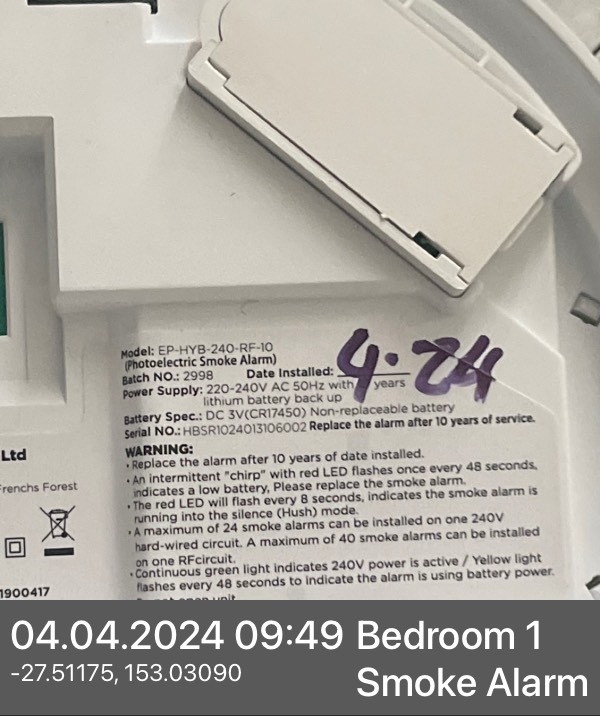 Model: EP-HYB-240-RF-10
(Photoelectric Smoke Alarm)
Batch NO.: 2998 Date Installed: 4.24
Power Supply: 220-240V AC 50Hz with years
lithium battery back up
Battery Spec.: DC 3V(CR17450) Non-replaceable battery
Serial NO.: HBSR1024013106002 Replace the alarm after 10 years of service.
WARNING:
• Replace the alarm after 10 years of date installed.
• An intermittent "chirp" with red LED flashes once every 48 seconds,
indicates a low battery, Please replace the smoke alarm.
• The red LED will flash every 8 seconds, indicates the smoke alarm is
running into the silence (Hush) mode.
• A maximum of 24 smoke alarms can be installed on one 240V
hard-wired circuit. A maximum of 40 smoke alarms can be installed
on one RFcircuit.
• Continuous green light indicates 240V power is active / Yellow light
flashes every 48 seconds to indicate the alarm is using battery power.
Ltd
Frenchs Forest
1900417
04.04.2024 09:49 Bedroom 1
-27.51175, 153.03090 Smoke Alarm